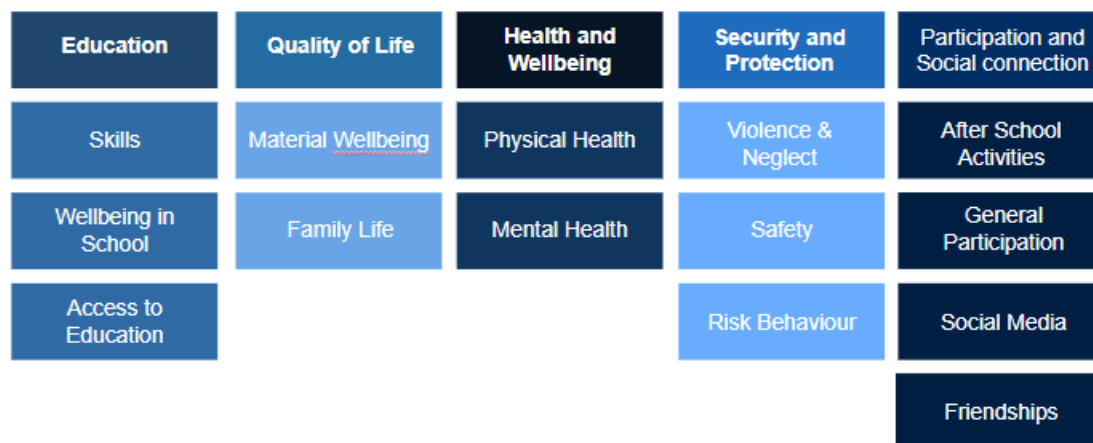 Education
Quality of Life
Health and
Wellbeing
Security and
Protection
Participation and
Social connection
Skills
Material Wellbeing
Physical Health
Violence &
Neglect
After School
Activities
Wellbeing in
School
Family Life
Mental Health
Safety
General
Participation
Access to
Education
Risk Behaviour
Social Media
Friendships